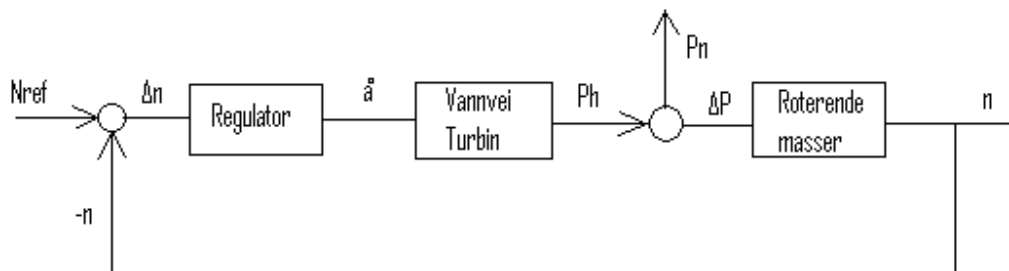 Nref
Δn
Regulator
å
Vannvei
Turbin
Ph
Pn
ΔP
Roterende
masser
n
-n